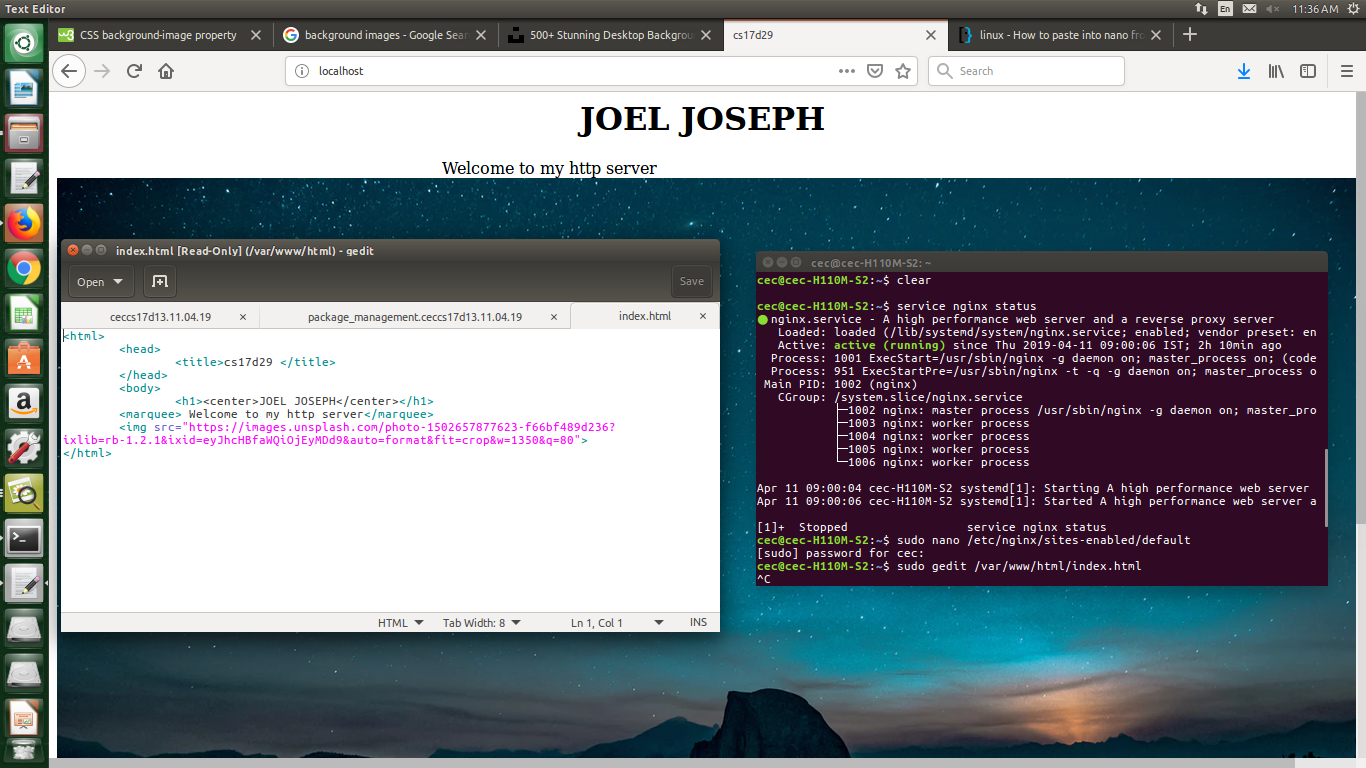 Text Editor
En
11:36 AM
CSS background-image property
background images - Google Sear
500+ Stunning Desktop Backgrou
cs17d29
linux - How to paste into nano fro
localhost
Search
JOEL JOSEPH
Welcome to my http server
index.html [Read-Only] (/var/www/html) - gedit
Open
Save
ceccs17d13.11.04.19
package_management.ceccs17d13.11.04.19
index.html
<html>
<head>
<title>cs17d29 </title>
</head>
<body>
<h1><center>JOEL JOSEPH</center></h1>
<marquee> Welcome to my http server</marquee>
<img src="https://images.unsplash.com/photo-1502657877623-f66bf489d236?
ixlib=rb-1.2.1&ixid=eyJhcHBfaWQiOjEyMDd9&auto=format&fit=crop&w=1350&q=80">
</html>
HTML
Tab Width: 8
Ln 1, Col 1
INS
cec@cec-H110M-S2: ~
cec@cec-H110M-S2:~$ clear
cec@cec-H110M-S2:~$ service nginx status
● nginx.service - A high performance web server and a reverse proxy server
Loaded: loaded (/lib/systemd/system/nginx.service; enabled; vendor preset: en
Active: active (running) since Thu 2019-04-11 09:00:06 IST; 2h 10min ago
Process: 1001 ExecStart=/usr/sbin/nginx -g daemon on; master_process on; (code
Process: 951 ExecStartPre=/usr/sbin/nginx -t -q -g daemon on; master_process o
Main PID: 1002 (nginx)
CGroup: /system.slice/nginx.service
├─1002 nginx: master process /usr/sbin/nginx -g daemon on; master_pro
├─1003 nginx: worker process
├─1004 nginx: worker process
├─1005 nginx: worker process
└─1006 nginx: worker process
Apr 11 09:00:04 cec-H110M-S2 systemd[1]: Starting A high performance web server
Apr 11 09:00:06 cec-H110M-S2 systemd[1]: Started A high performance web server a
[1]+  Stopped                 service nginx status
cec@cec-H110M-S2:~$ sudo nano /etc/nginx/sites-enabled/default
[sudo] password for cec:
cec@cec-H110M-S2:~$ sudo gedit /var/www/html/index.html
^C